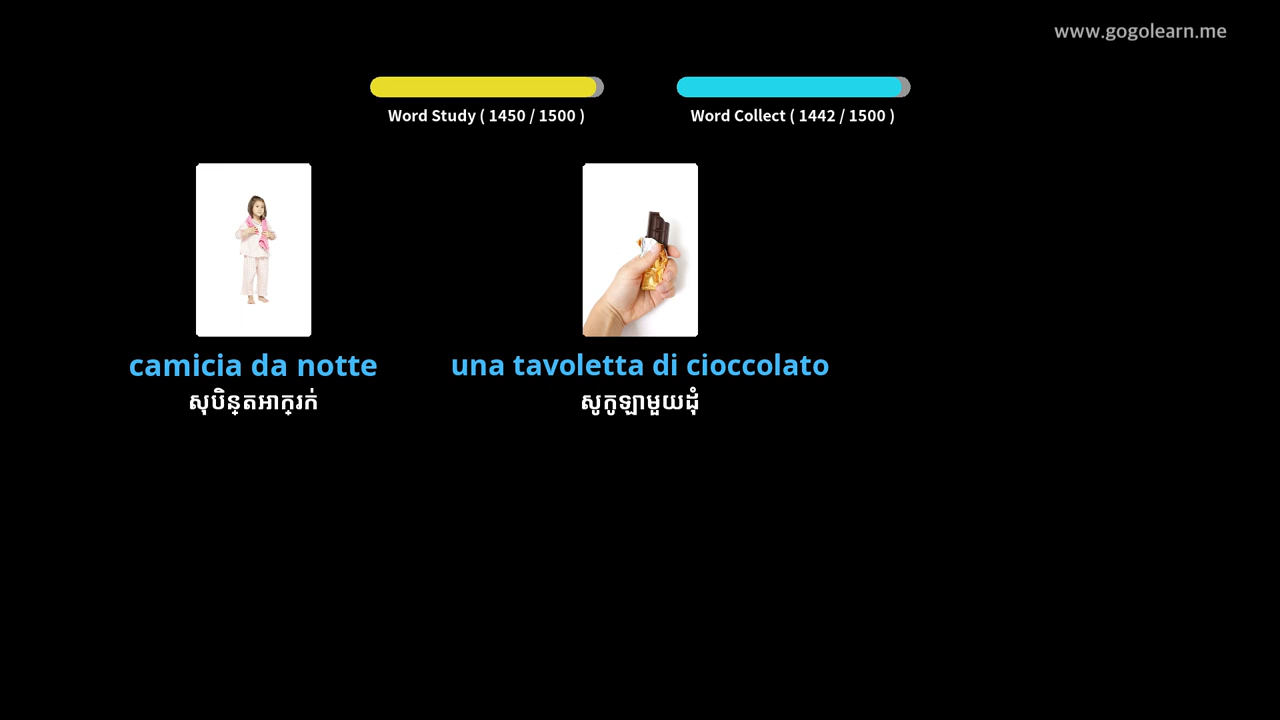 www.gogolearn.me
Word Study ( 1450 / 1500 )
Word Collect ( 1442 / 1500 )
camicia da notte
សុបិន្តអាក្រក់
una tavoletta di cioccolato
សូកូឡាមួយដុំ